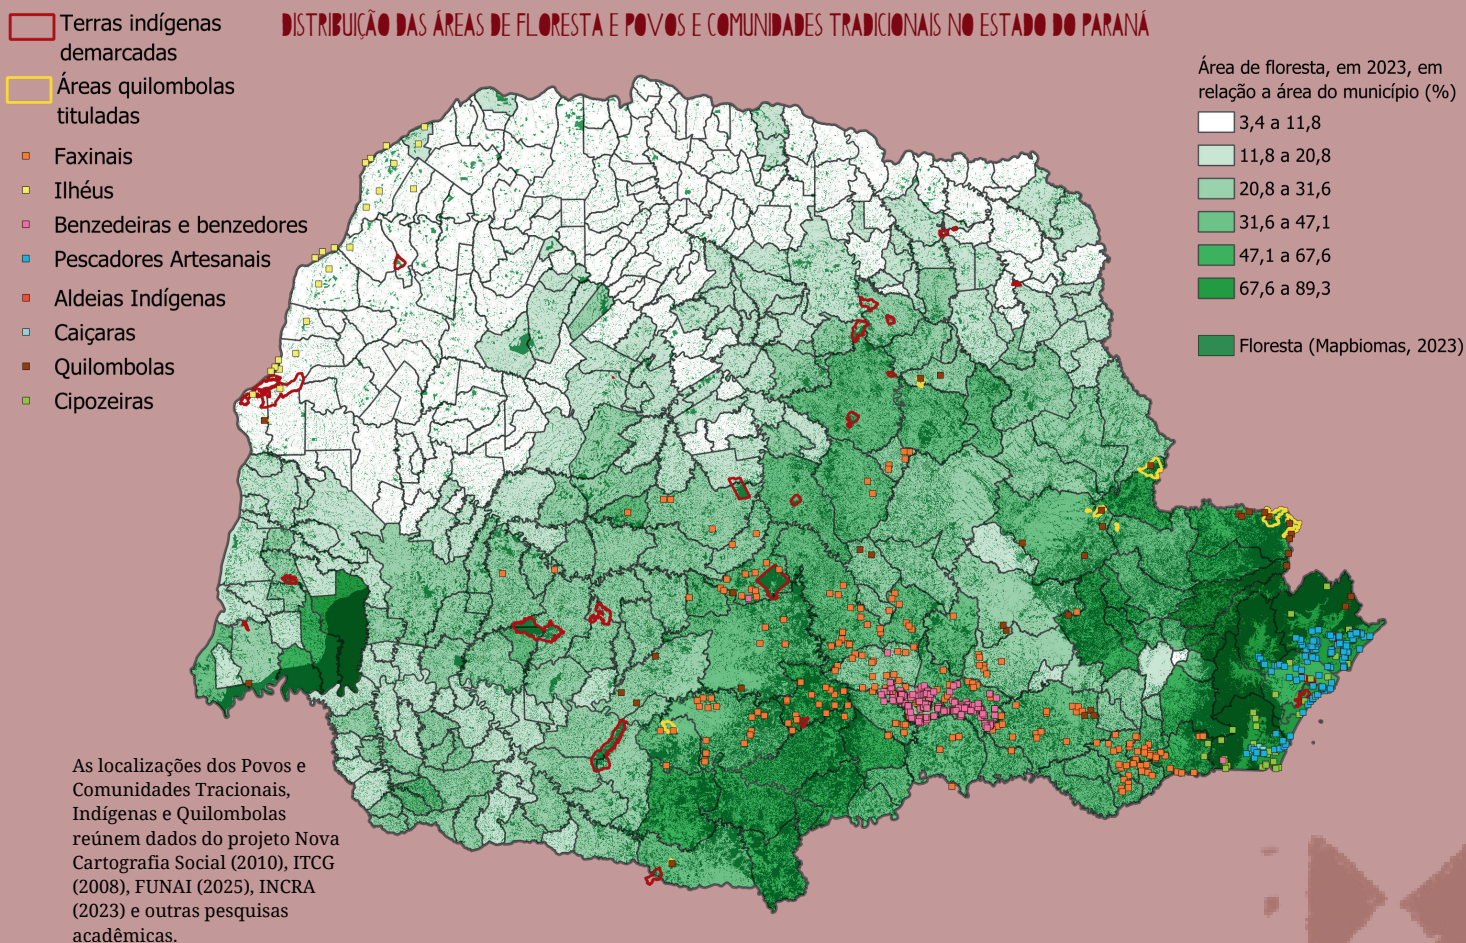 DISTRIBUIÇÃO DAS ÁREAS DE FLORESTA E POVOS E COMUNIDADES TRADICIONAIS NO ESTADO DO PARANÁ
Terras indígenas
demarcadas
Áreas quilombolas
tituladas
Faxinais
Ilhéus
Benzedeiras e benzedores
Pescadores Artesanais
Aldeias Indígenas
Caiçaras
Quilombolas
Cipozeiras
Área de floresta, em 2023, em
relação a área do município (%)
3,4 a 11,8
11,8 a 20,8
20,8 a 31,6
31,6 a 47,1
47,1 a 67,6
67,6 a 89,3
Floresta (Mapbiomas, 2023)
As localizações dos Povos e
Comunidades Tracionais,
Indígenas e Quilombolas
reúnem dados do projeto Nova
Cartografia Social (2010), ITCG
(2008), FUNAI (2025), INCRA
(2023) e outras pesquisas
acadêmicas.